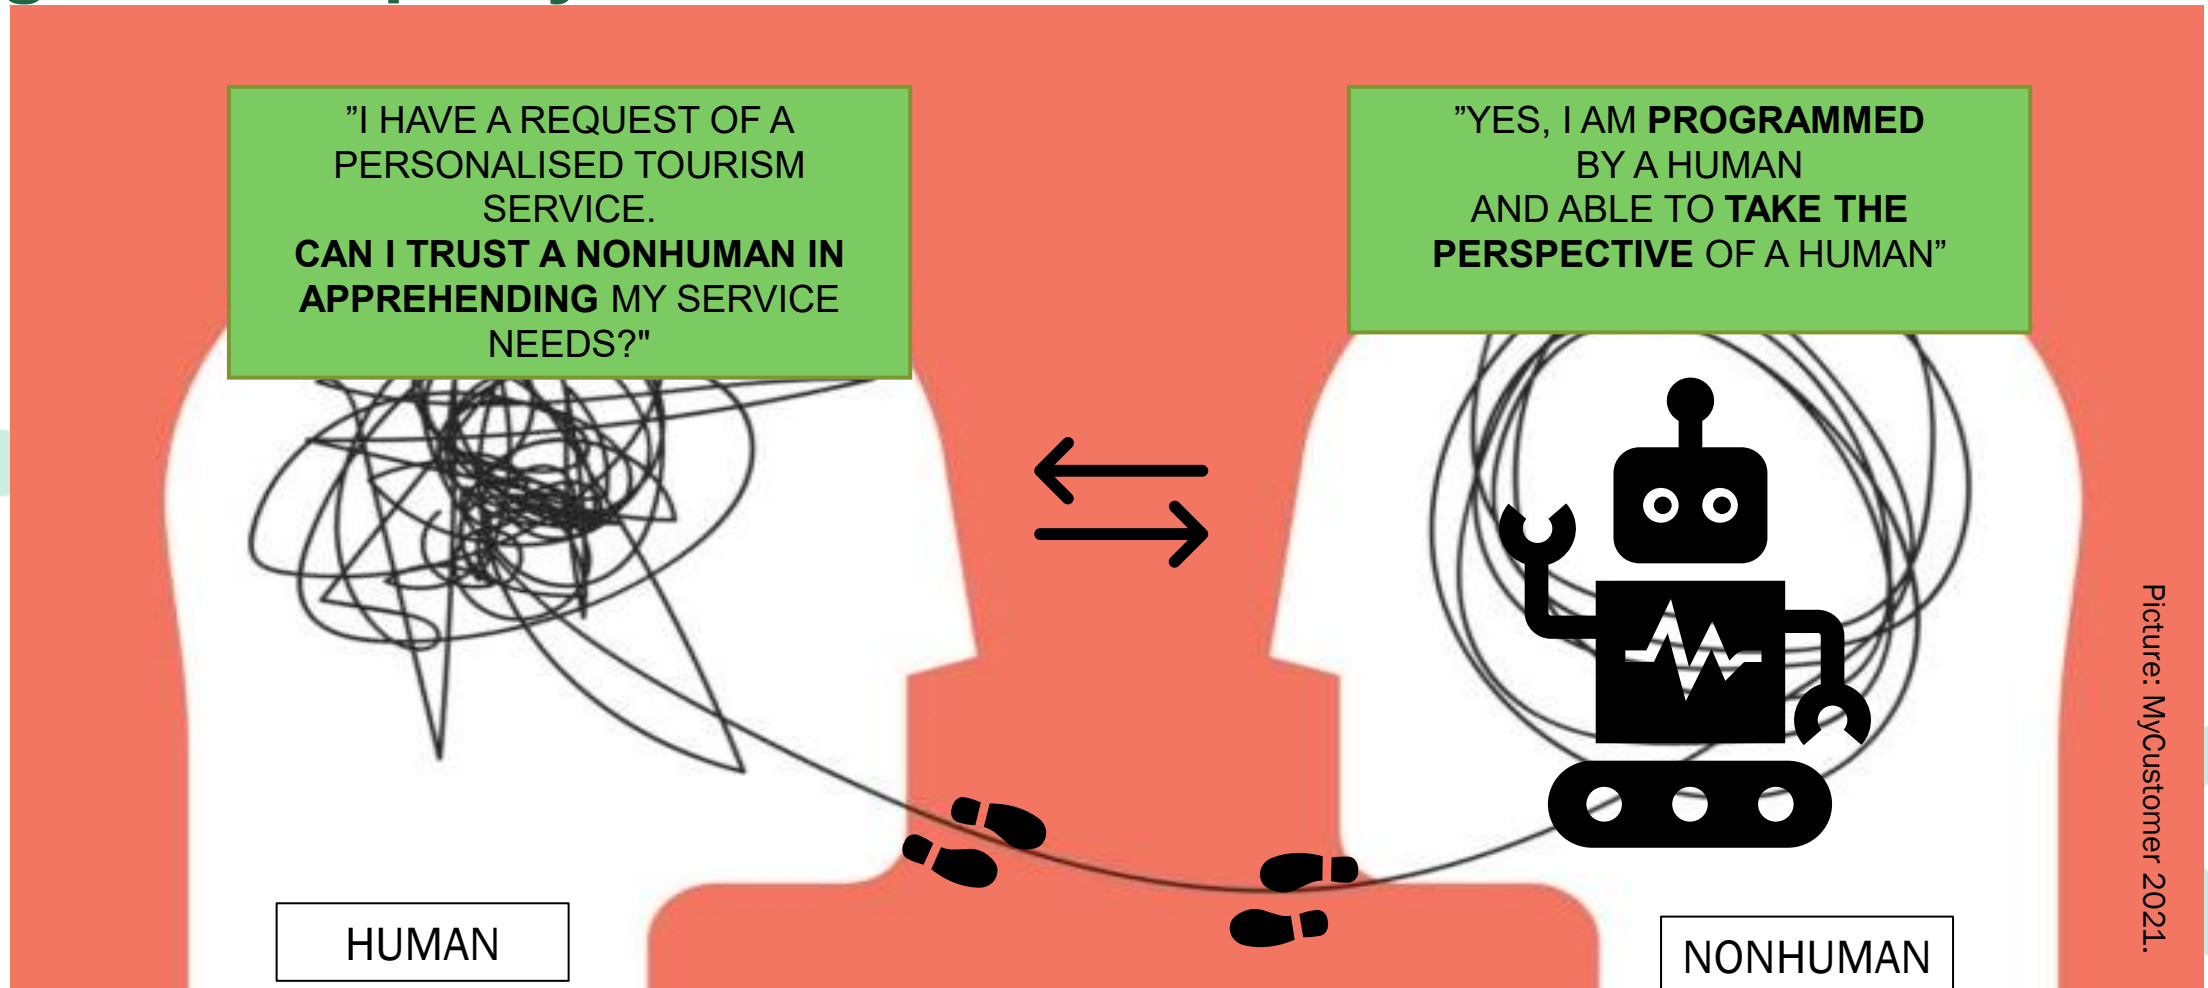 ”I HAVE A REQUEST OF A
PERSONALISED TOURISM
SERVICE.
CAN I TRUST A NONHUMAN IN
APPREHENDING MY SERVICE
NEEDS?"
”YES, I AM PROGRAMMED
BY A HUMAN
AND ABLE TO TAKE THE
PERSPECTIVE OF A HUMAN”
HUMAN
NONHUMAN
Picture: MyCustomer 2021.